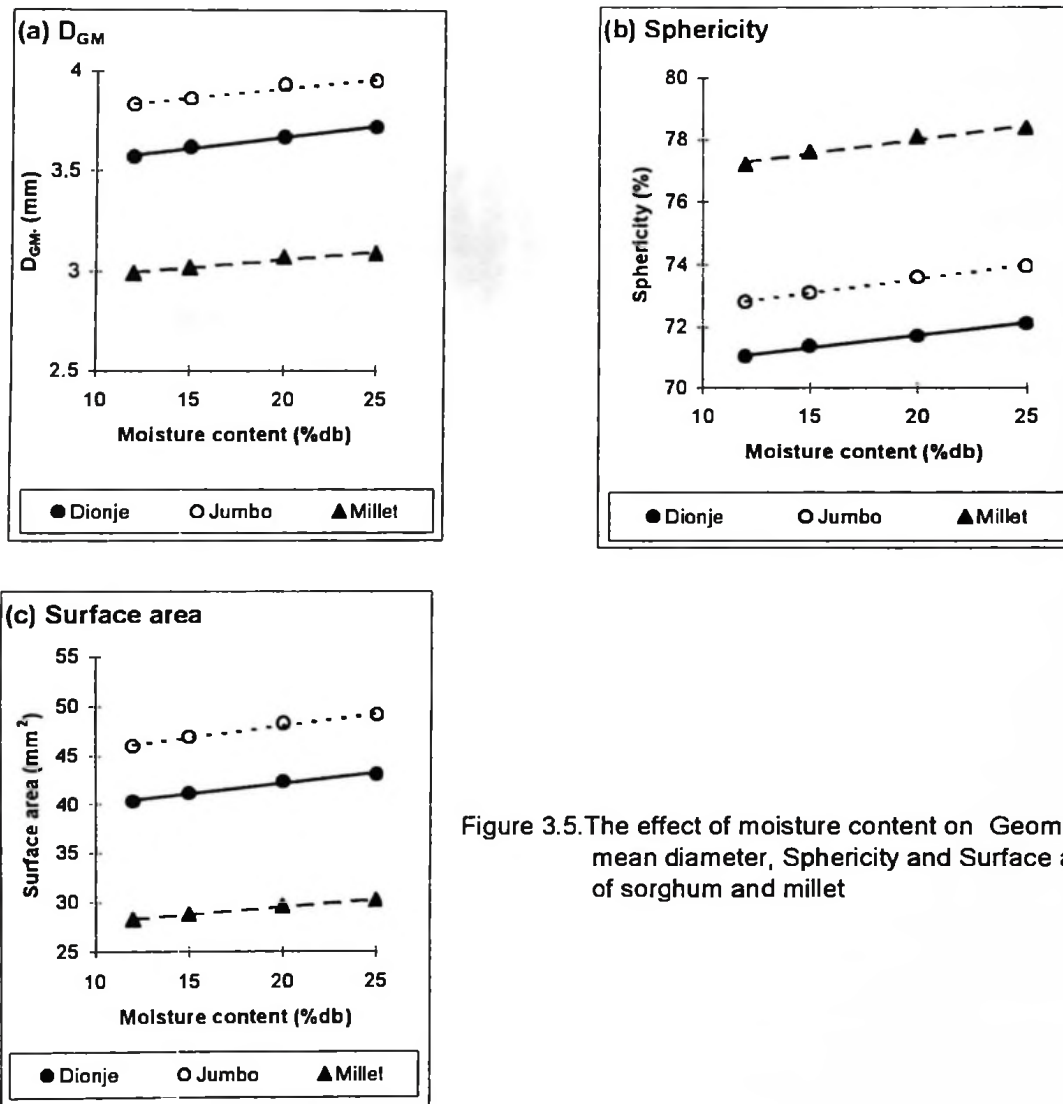 (a) D_GM
4
3.5
3
2.5
D_GM. (mm)
10 15 20 25
Moisture content (%db)
Dionje Jumbo Millet
(b) Sphericity
80
78
76
74
72
70
Sphericity (%)
10 15 20 25
Moisture content (%db)
Dionje Jumbo Millet
(c) Surface area
55
50
45
40
35
30
25
Surface area (mm²)
10 15 20 25
Moisture content (%db)
Dionje Jumbo Millet
Figure 3.5.The effect of moisture content on Geom
mean diameter, Sphericity and Surface a
of sorghum and millet